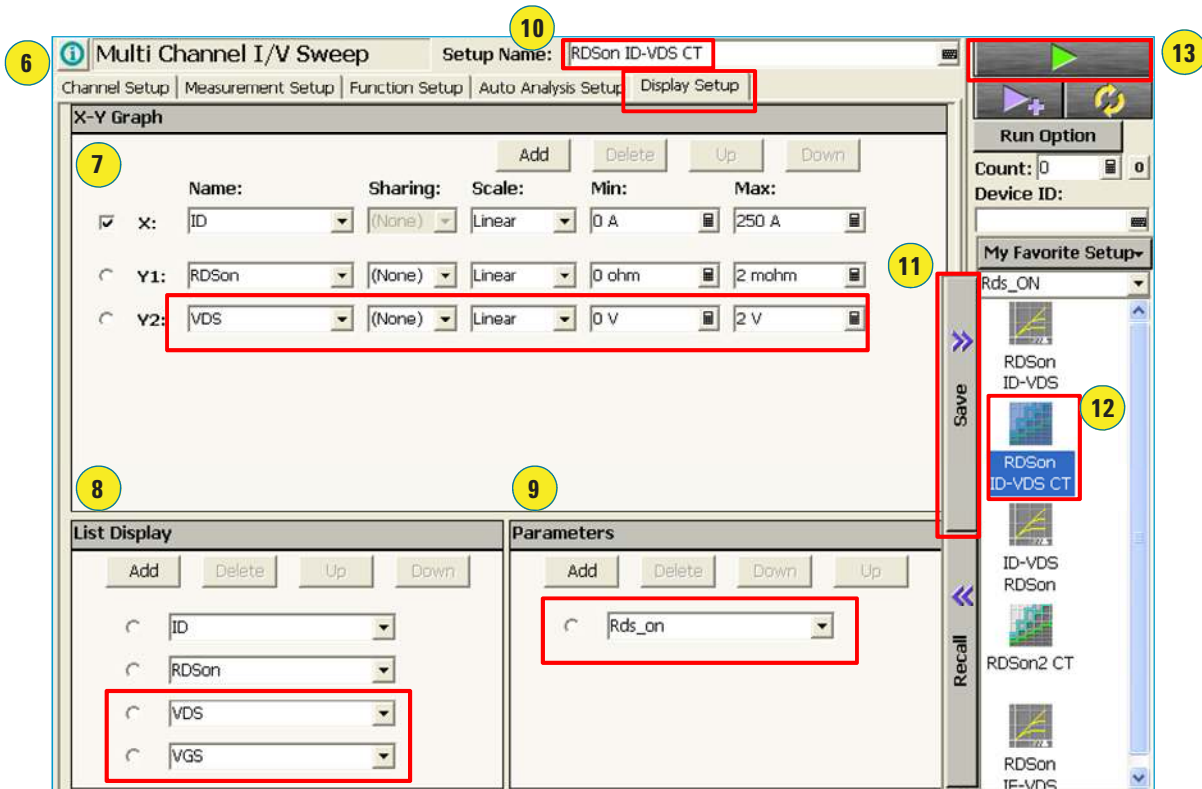 10
6
Multi Channel I/V Sweep
Setup Name:
RDSon ID-VDS CT
13
Channel Setup
Measurement Setup
Function Setup
Auto Analysis Setup
Display Setup
X-Y Graph
7
Add
Delete
Up
Down
Name:
Sharing:
Scale:
Min:
Max:
X:
ID
(None)
Linear
0 A
250 A
Y1:
RDSon
(None)
Linear
0 ohm
2 mohm
Y2:
VDS
(None)
Linear
0 V
2 V
11
Save
Recall
8
List Display
Add
Delete
Up
Down
ID
RDSon
VDS
VGS
9
Parameters
Add
Delete
Down
Up
Rds_on
Run Option
Count:
0
0
Device ID:
My Favorite Setup
Rds_ON
RDSon
ID-VDS
12
RDSon
ID-VDS CT
ID-VDS
RDSon
RDSon2 CT
RDSon